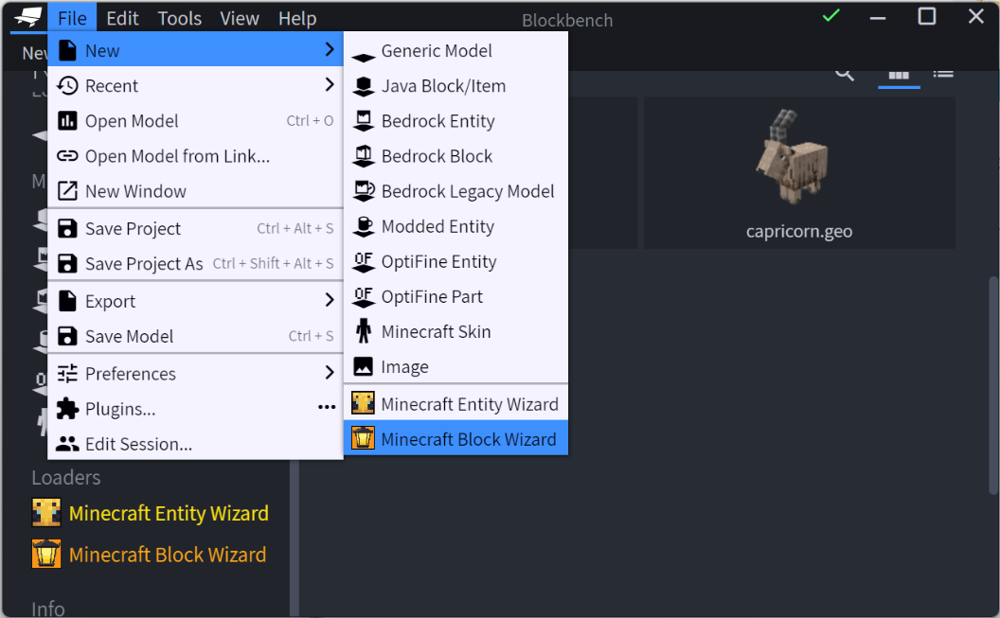 File Edit Tools View Help Blockbench
New
New
Recent
Open Model Ctrl + O
Open Model from Link...
New Window
Save Project Ctrl + Alt + S
Save Project As Ctrl + Shift + Alt + S
Export
Save Model Ctrl + S
Preferences
Plugins...
Edit Session...
Generic Model
Java Block/Item
Bedrock Entity
Bedrock Block
Bedrock Legacy Model
Modded Entity
OF OptiFine Entity
OF OptiFine Part
Minecraft Skin
Image
Minecraft Entity Wizard
Minecraft Block Wizard
capricorn.geo
Loaders
Minecraft Entity Wizard
Minecraft Block Wizard
Info